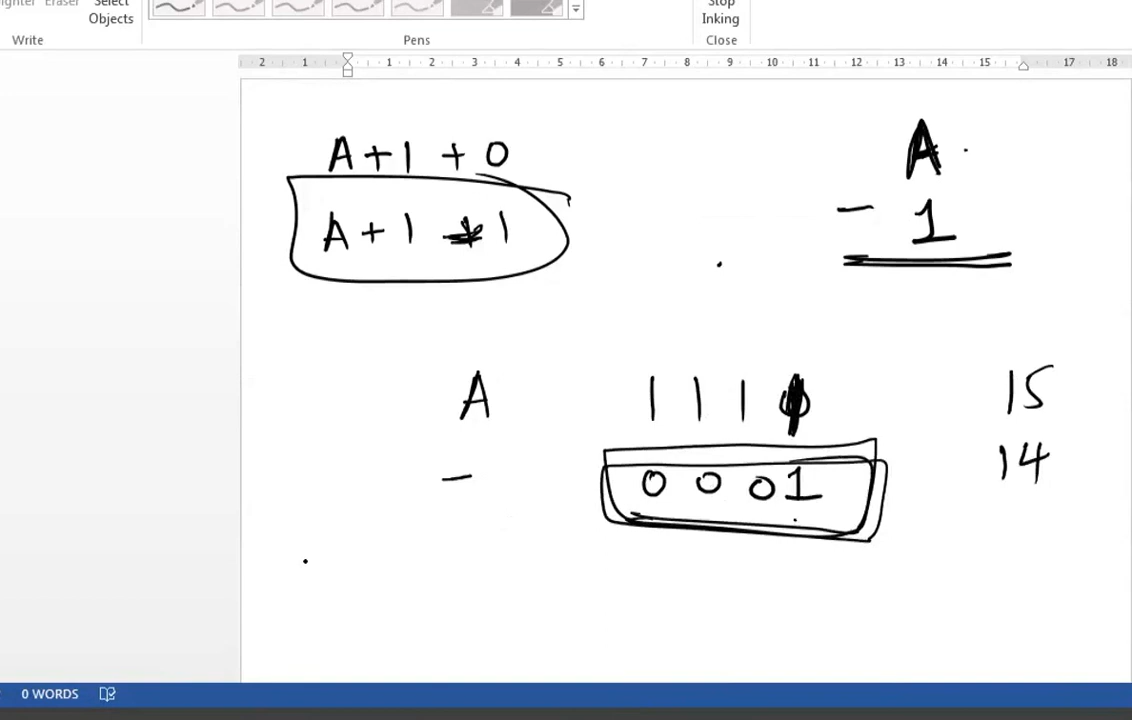 ghter Eraser Select Objects Stop Inking
Write Pens Close
2 1 1 2 3 4 5 6 7 8 9 10 11 12 13 14 15 17 18
A+1 + 0
A+1 1
A
- 1
A 1 1 1 15
- 0 0 0 1 14
0 WORDS